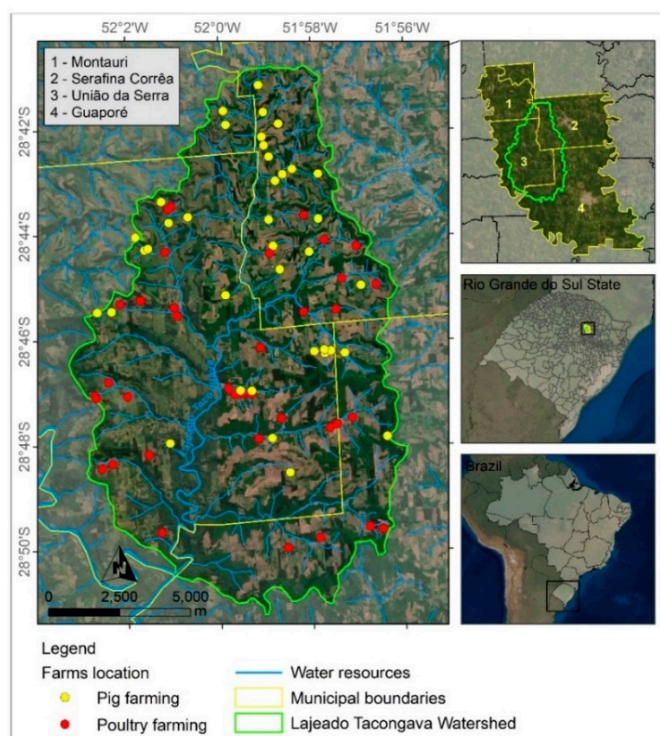 52°2'W 52°0'W 51°58'W 51°56'W
1 - Montauri
2 - Serafina Corrêa
3 - União da Serra
4 - Guaporé
28°42'S
28°44'S
28°46'S
28°48'S
28°50'S
N
0 2,500 5,000
m
1
2
3
4
Rio Grande do Sul State
Brazil
Legend
Farms location
Pig farming
Poultry farming
Water resources
Municipal boundaries
Lajeado Tacongava Watershed